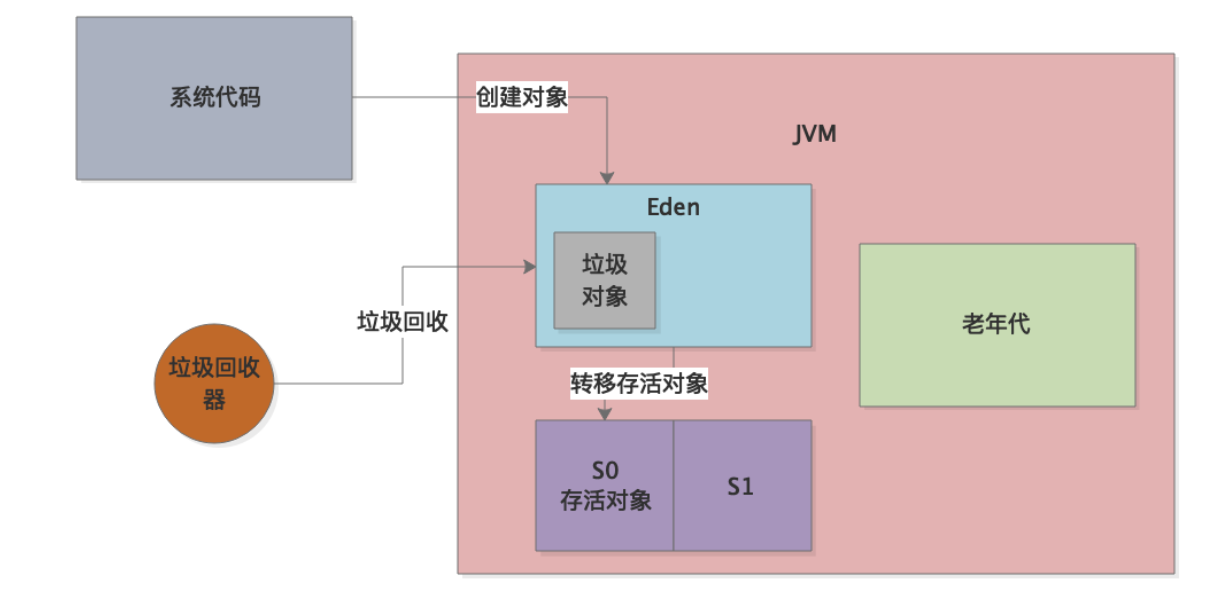 系统代码
创建对象
JVM
Eden
垃圾
对象
垃圾回收
老年代
垃圾回收
器
转移存活对象
S0
存活对象
S1